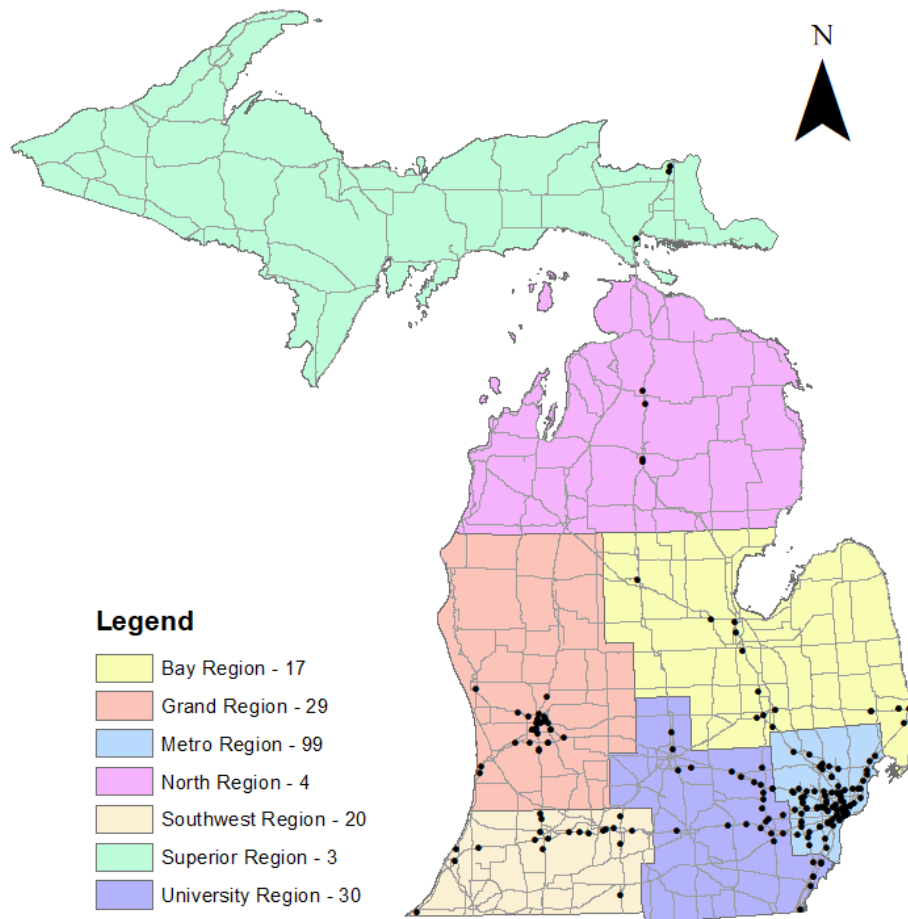 N
Legend
Bay Region - 17
Grand Region - 29
Metro Region - 99
North Region - 4
Southwest Region - 20
Superior Region - 3
University Region - 30